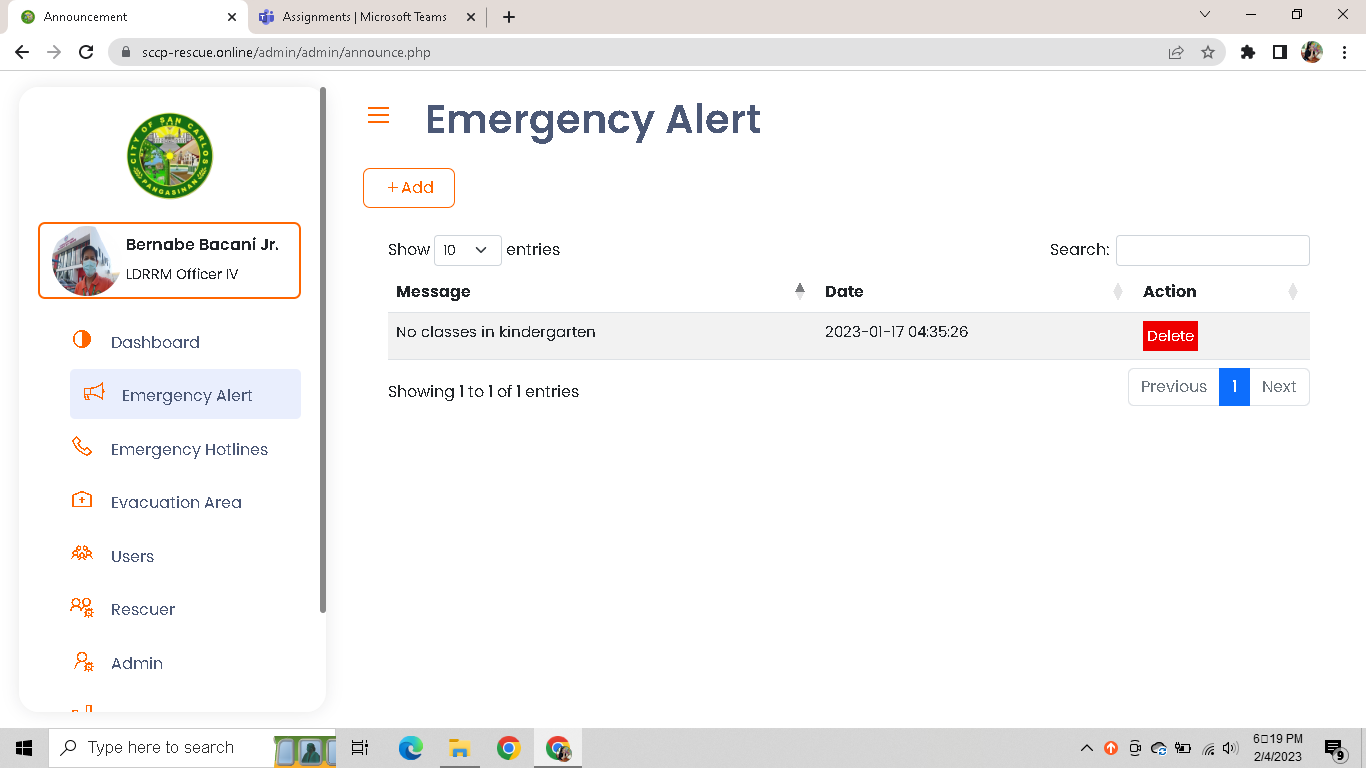 Announcement
Assignments | Microsoft Teams
sccp-rescue.online/admin/admin/announce.php
CITY OF SAN CARLOS
PANGASINAN
Bernabe Bacani Jr.
LDRRM Officer IV
Dashboard
Emergency Alert
Emergency Hotlines
Evacuation Area
Users
Rescuer
Admin
Emergency Alert
+ Add
Show 10 entries
Search:
Message Date Action
No classes in kindergarten 2023-01-17 04:35:26 Delete
Showing 1 to 1 of 1 entries
Previous 1 Next
Type here to search
6□19 PM
2/4/2023
9